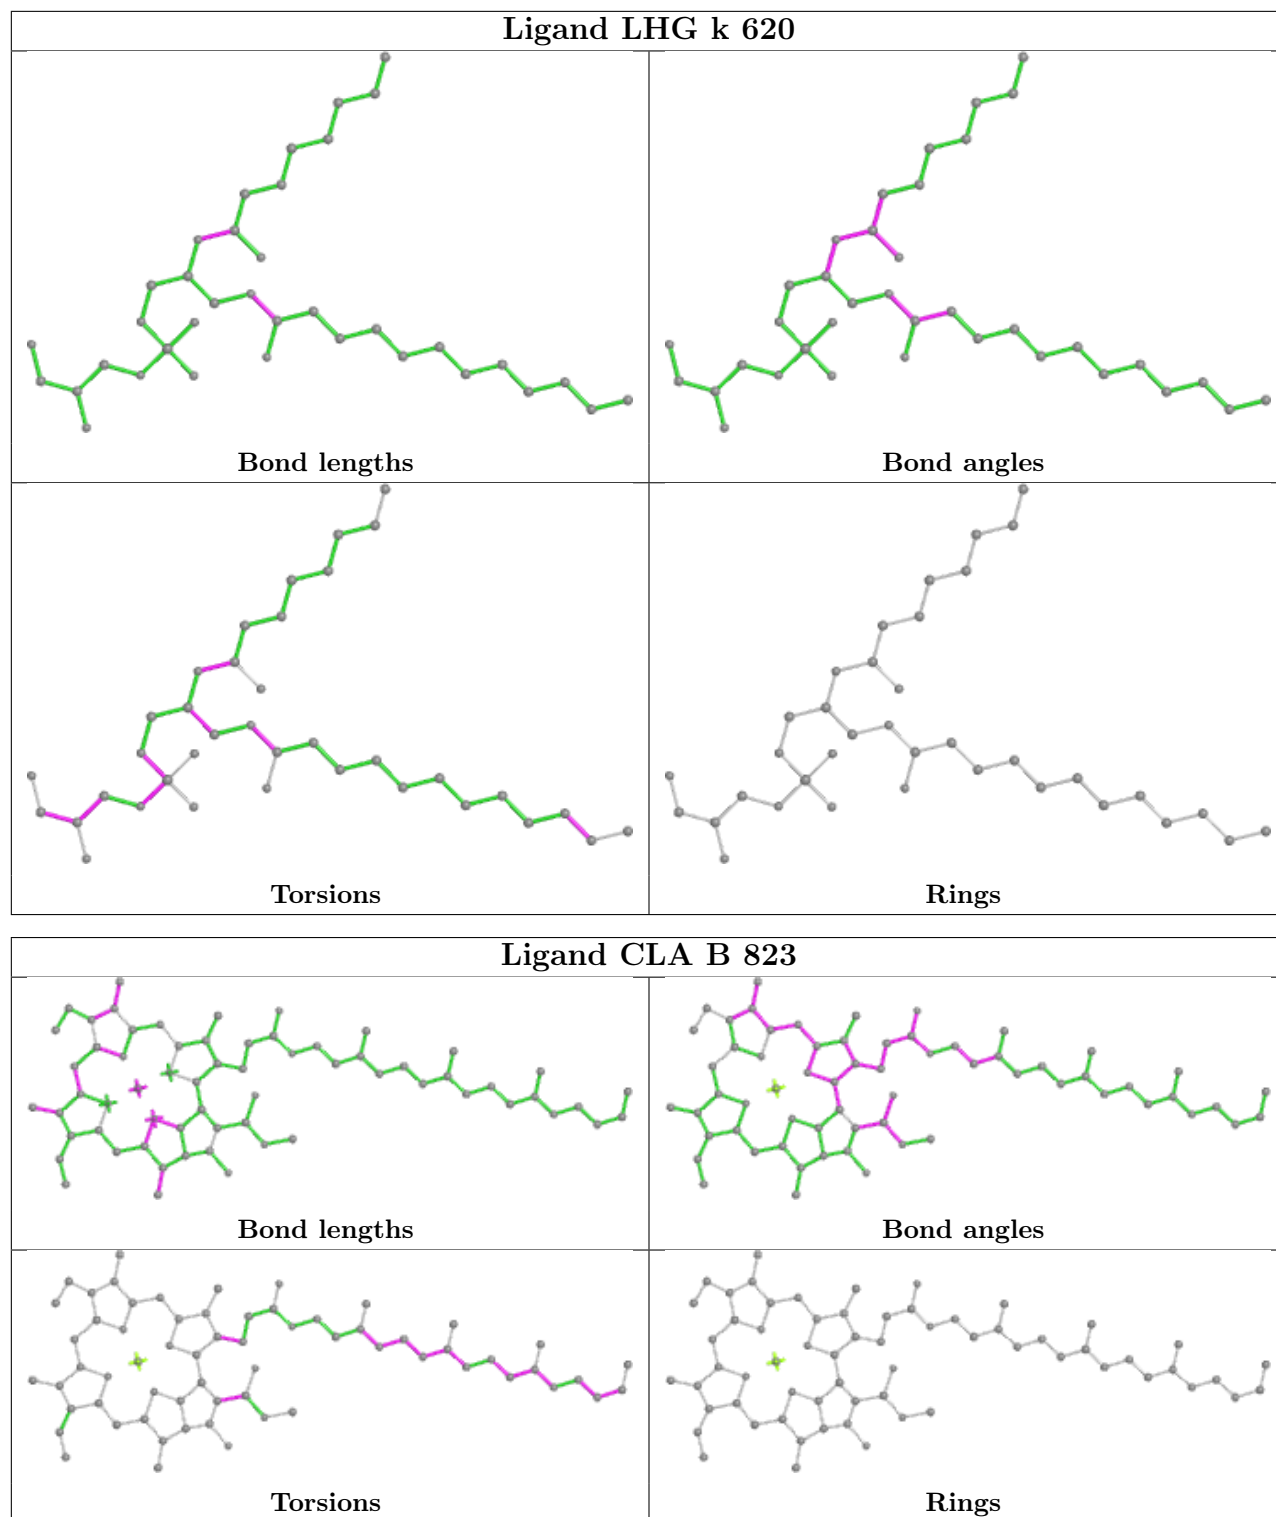 Ligand LHG k 620
Bond lengths
Bond angles
Torsions
Rings
Ligand CLA B 823
Bond lengths
Bond angles
Torsions
Rings